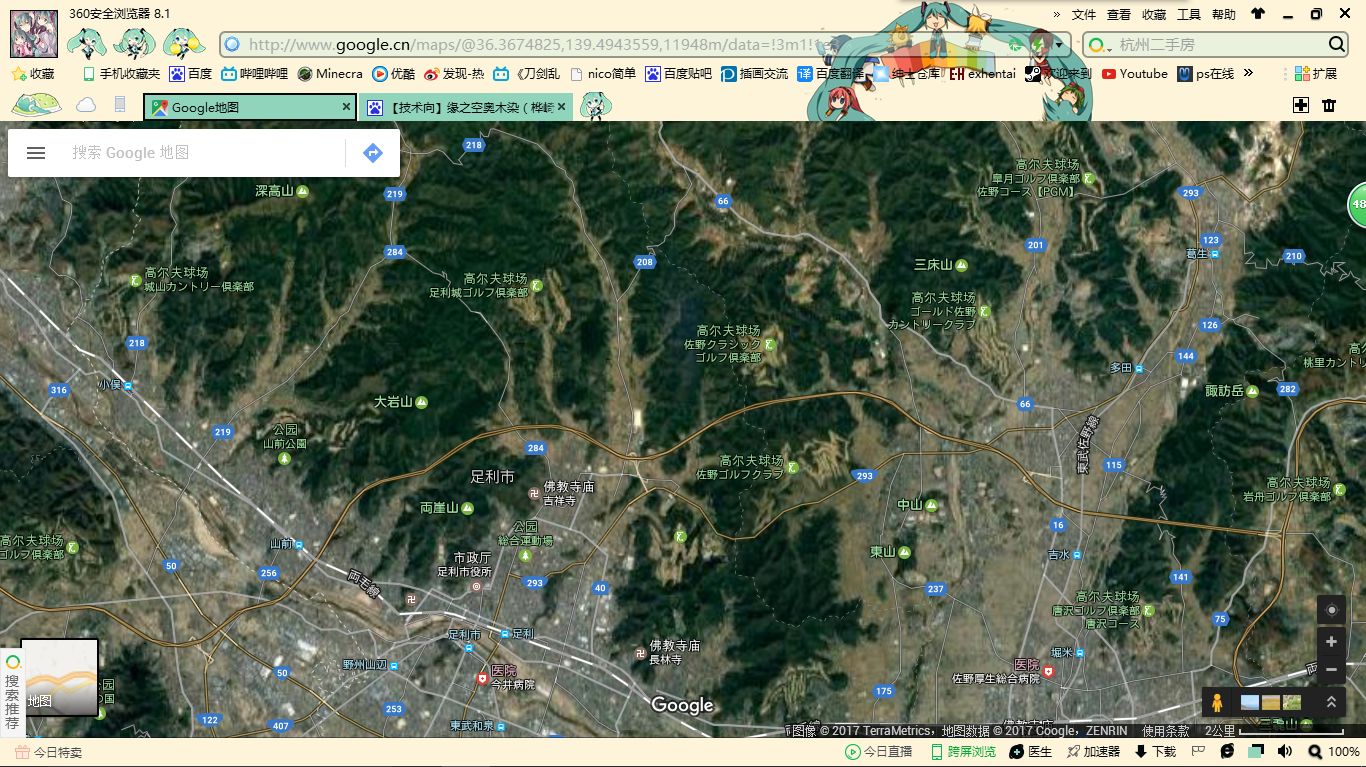 360安全浏览器 8.1
» 文件 查看 收藏 工具 帮助
http://www.google.cn/maps/@36.3674825,139.4943559,11948m/data=!3m1!1e
杭州二手房
收藏 手机收藏夹 百度 哔哩哔哩 Minecra 优酷 发现-热 《刀剑乱 nico简单 百度贴吧 插画交流 百度翻译 绅士仓库 exhentai 欢迎来到 Youtube ps在线 » 扩展
Google地图
【技术向】缘之空奥木染（桦崎
搜索 Google 地图
218
深高山
219
66
高尔夫球场
皐月ゴルフ倶楽部
佐野コース【PGM】
293
48
284
208
201
123
葛生
210
三床山
高尔夫球场
城山カントリー倶楽部
高尔夫球场
足利城ゴルフ倶楽部
高尔夫球场
ゴールド佐野
カントリークラブ
高尔夫球场
佐野クラシック
ゴルフ倶楽部
126
218
144
高尔
桃里カントリ
多田
小俣
316
諏訪岳
282
大岩山
66
219
公园
山前公園
284
東武佐野線
115
足利市
高尔夫球场
佐野ゴルフクラブ
293
佛教寺庙
吉祥寺
高尔夫球场
岩舟ゴルフ倶楽部
両崖山
中山
16
公园
総合運動場
高尔夫球场
ゴルフ倶楽部
山前
東山
吉水
50
256
市政厅
足利市役所
両毛線
293
40
237
141
高尔夫球场
唐沢ゴルフ倶楽部
唐沢コース
75
足利市
足利
佛教寺庙
長林寺
堀米
野州山辺
50
医院
今井病院
医院
佐野厚生総合病院
両
搜索推荐
公园
の国
地图
175
253
122
407
東武和泉
Google
佛教寺庙
图像 © 2017 TerraMetrics，地图数据 © 2017 Google，ZENRIN 使用条款 2公里
今日特卖
今日直播 跨屏浏览 医生 加速器 下载 100%